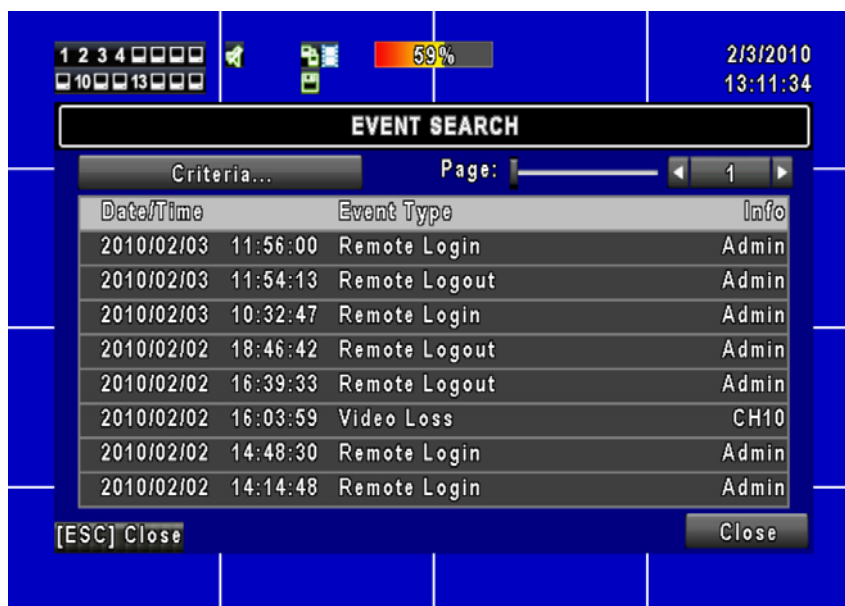 1 2 3 4
10 13
59%
2/3/2010
13:11:34
EVENT SEARCH
Criteria...
Page:
1
Date/Time Event Type Info
2010/02/03 11:56:00 Remote Login Admin
2010/02/03 11:54:13 Remote Logout Admin
2010/02/03 10:32:47 Remote Login Admin
2010/02/02 18:46:42 Remote Logout Admin
2010/02/02 16:39:33 Remote Logout Admin
2010/02/02 16:03:59 Video Loss CH10
2010/02/02 14:48:30 Remote Login Admin
2010/02/02 14:14:48 Remote Login Admin
[ESC] Close
Close